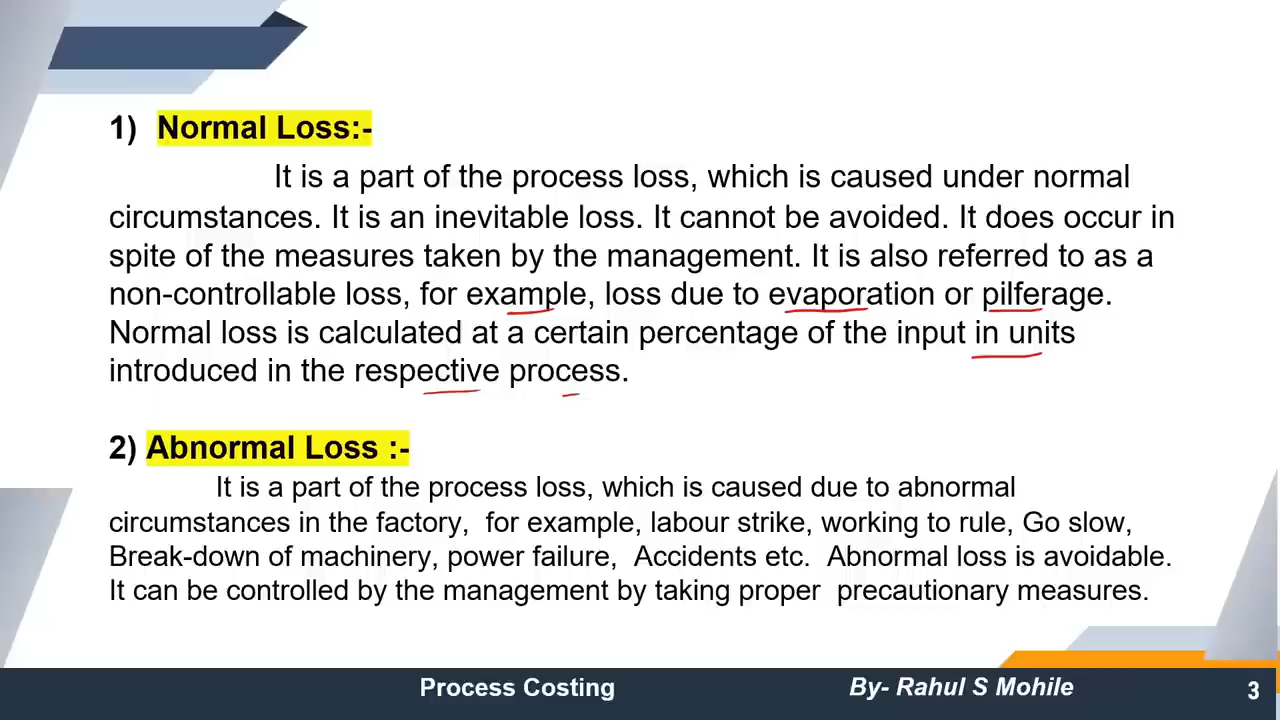 1) Normal Loss:-
It is a part of the process loss, which is caused under normal
circumstances. It is an inevitable loss. It cannot be avoided. It does occur in
spite of the measures taken by the management. It is also referred to as a
non-controllable loss, for example, loss due to evaporation or pilferage.
Normal loss is calculated at a certain percentage of the input in units
introduced in the respective process.
2) Abnormal Loss :-
It is a part of the process loss, which is caused due to abnormal
circumstances in the factory, for example, labour strike, working to rule, Go slow,
Break-down of machinery, power failure, Accidents etc. Abnormal loss is avoidable.
It can be controlled by the management by taking proper precautionary measures.
Process Costing
By- Rahul S Mohile
3